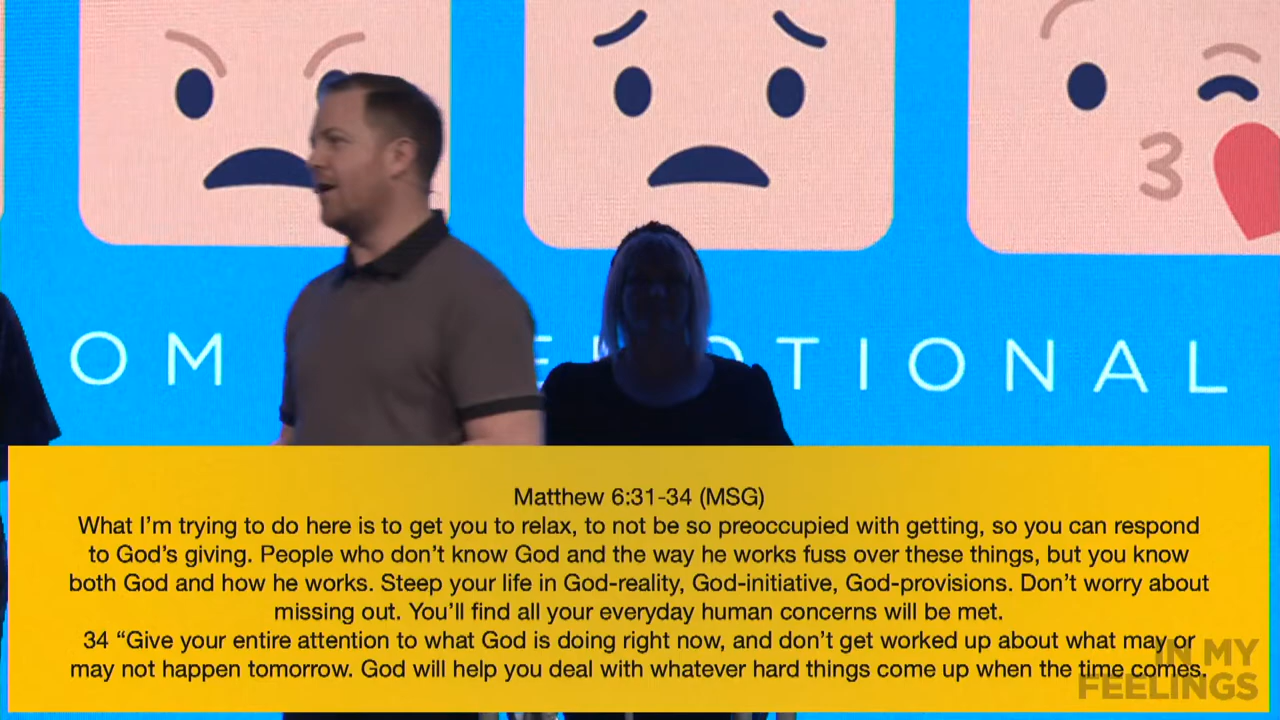 OM E OTIONAL
Matthew 6:31-34 (MSG)
What I'm trying to do here is to get you to relax, to not be so preoccupied with getting, so you can respond
to God's giving. People who don't know God and the way he works fuss over these things, but you know
both God and how he works. Steep your life in God-reality, God-initiative, God-provisions. Don't worry about
missing out. You'll find all your everyday human concerns will be met.
34 “Give your entire attention to what God is doing right now, and don't get worked up about what may or
may not happen tomorrow. God will help you deal with whatever hard things come up when the time comes.
IN MY
FEELINGS